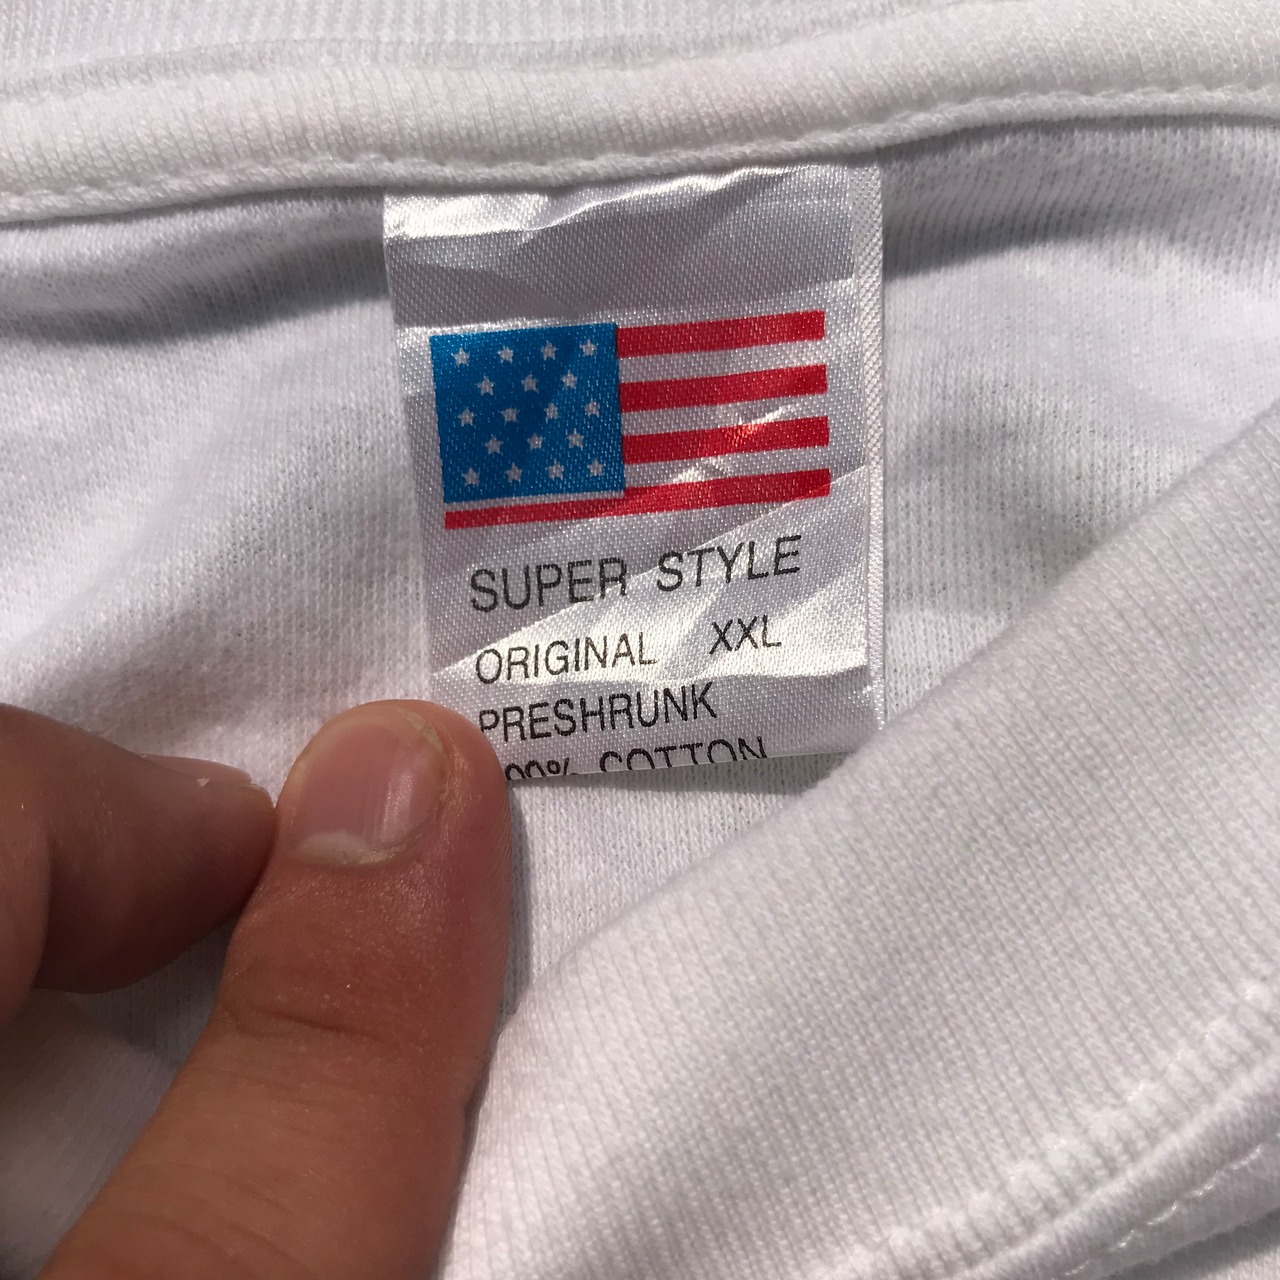 SUPER STYLE
ORIGINAL XXL
PRESHRUNK
00% COTTON